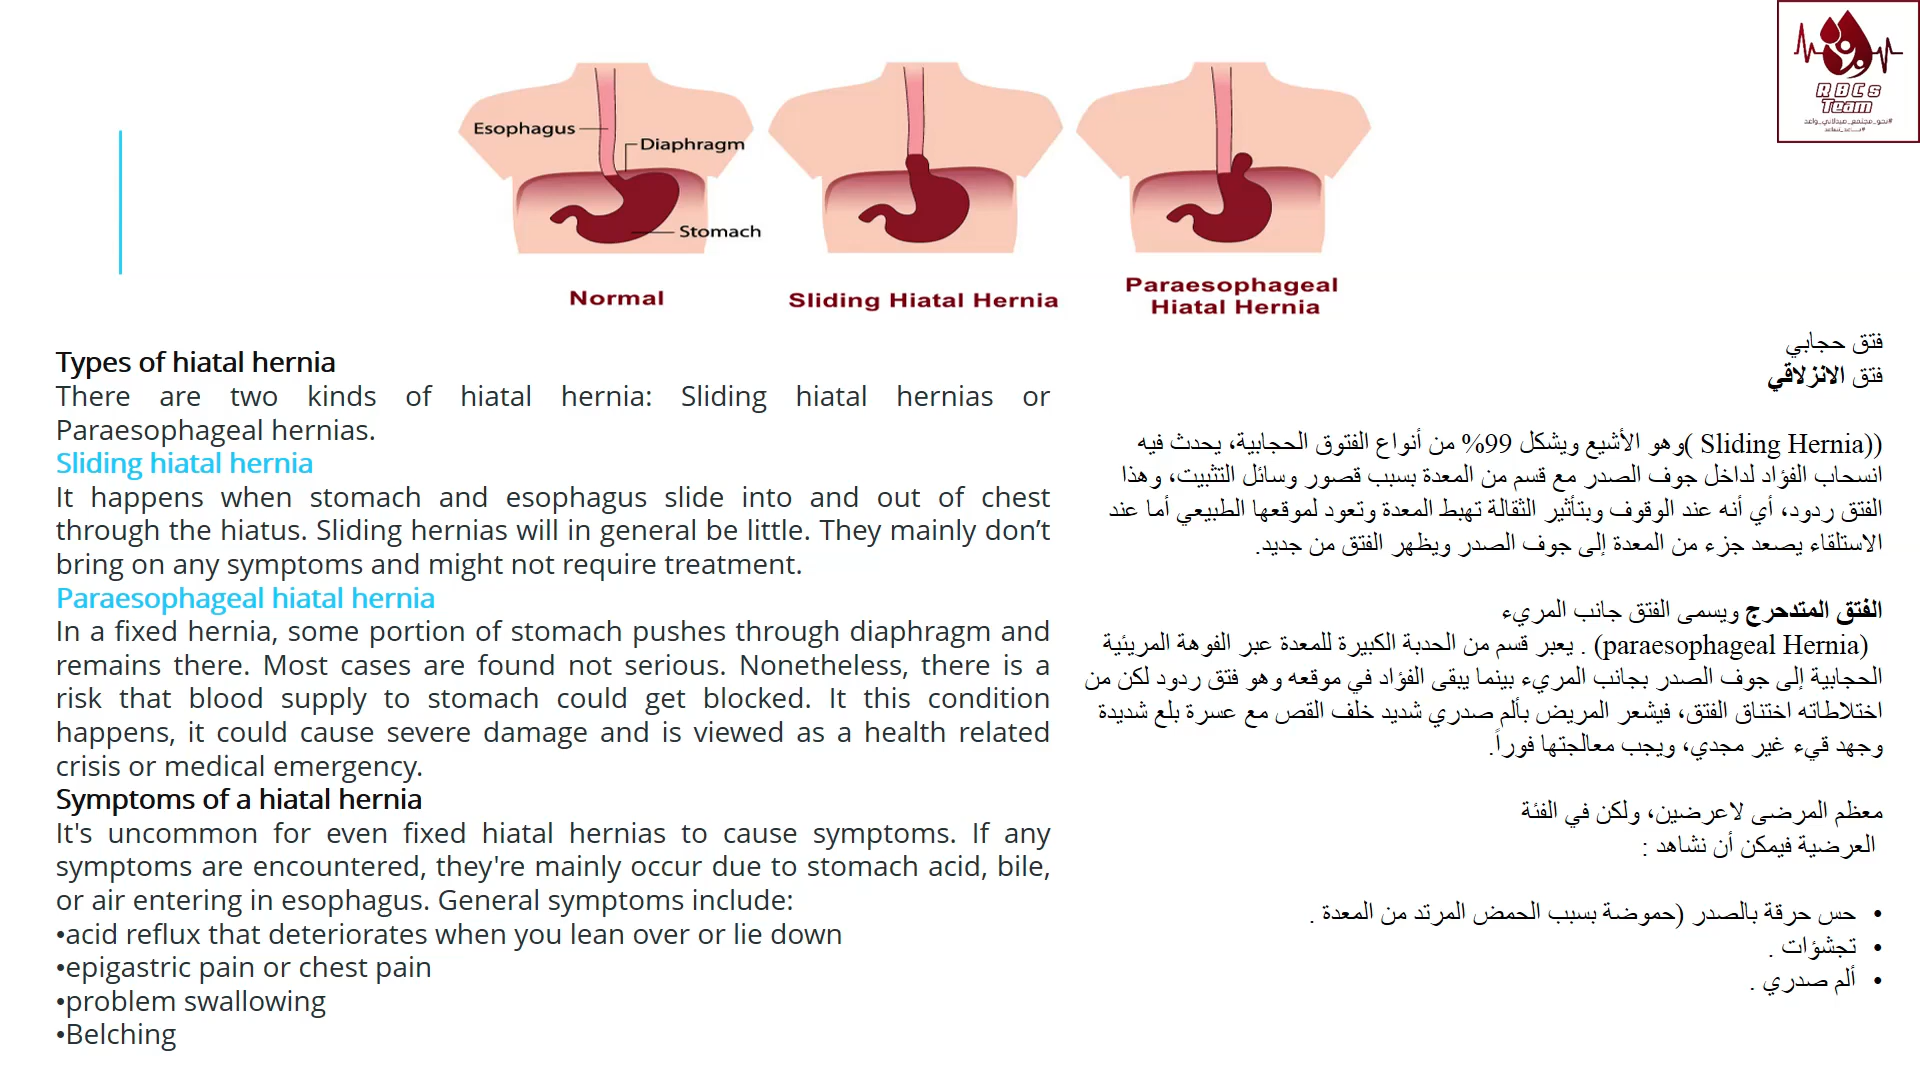 RBCs
Team
#نحو_مجتمع_صيدلاني_واعد
Esophagus
Diaphragm
Stomach
Normal
Sliding Hiatal Hernia
Paraesophageal
Hiatal Hernia
Types of hiatal hernia
There are two kinds of hiatal hernia: Sliding hiatal hernias or
Paraesophageal hernias.
Sliding hiatal hernia
It happens when stomach and esophagus slide into and out of chest
through the hiatus. Sliding hernias will in general be little. They mainly don’t
bring on any symptoms and might not require treatment.
Paraesophageal hiatal hernia
In a fixed hernia, some portion of stomach pushes through diaphragm and
remains there. Most cases are found not serious. Nonetheless, there is a
risk that blood supply to stomach could get blocked. It this condition
happens, it could cause severe damage and is viewed as a health related
crisis or medical emergency.
Symptoms of a hiatal hernia
It's uncommon for even fixed hiatal hernias to cause symptoms. If any
symptoms are encountered, they're mainly occur due to stomach acid, bile,
or air entering in esophagus. General symptoms include:
•acid reflux that deteriorates when you lean over or lie down
•epigastric pain or chest pain
•problem swallowing
•Belching
فتق حجابي
فتق الانزلاقي
((Sliding Hernia )وهو الأشيع ويشكل 99% من أنواع الفتوق الحجابية، يحدث فيه
انسحاب الفؤاد لداخل جوف الصدر مع قسم من المعدة بسبب قصور وسائل التثبيت، وهذا
الفتق ردود، أي أنه عند الوقوف وبتأثير الثقالة تهبط المعدة وتعود لموقعها الطبيعي أما عند
الاستلقاء يصعد جزء من المعدة إلى جوف الصدر ويظهر الفتق من جديد.
الفتق المتدحرج ويسمى الفتق جانب المريء
(paraesophageal Hernia) . يعبر قسم من الحدبة الكبيرة للمعدة عبر الفوهة المريئية
الحجابية إلى جوف الصدر بجانب المريء بينما يبقى الفؤاد في موقعه وهو فتق ردود لكن من
اختلاطاته اختناق الفتق، فيشعر المريض بألم صدري شديد خلف القص مع عسرة بلع شديدة
وجهد قيء غير مجدي، ويجب معالجتها فوراً.
معظم المرضى لاعرضين، ولكن في الفئة
العرضية فيمكن أن نشاهد :
• حس حرقة بالصدر (حموضة بسبب الحمض المرتد من المعدة .
• تجشؤات .
• ألم صدري .